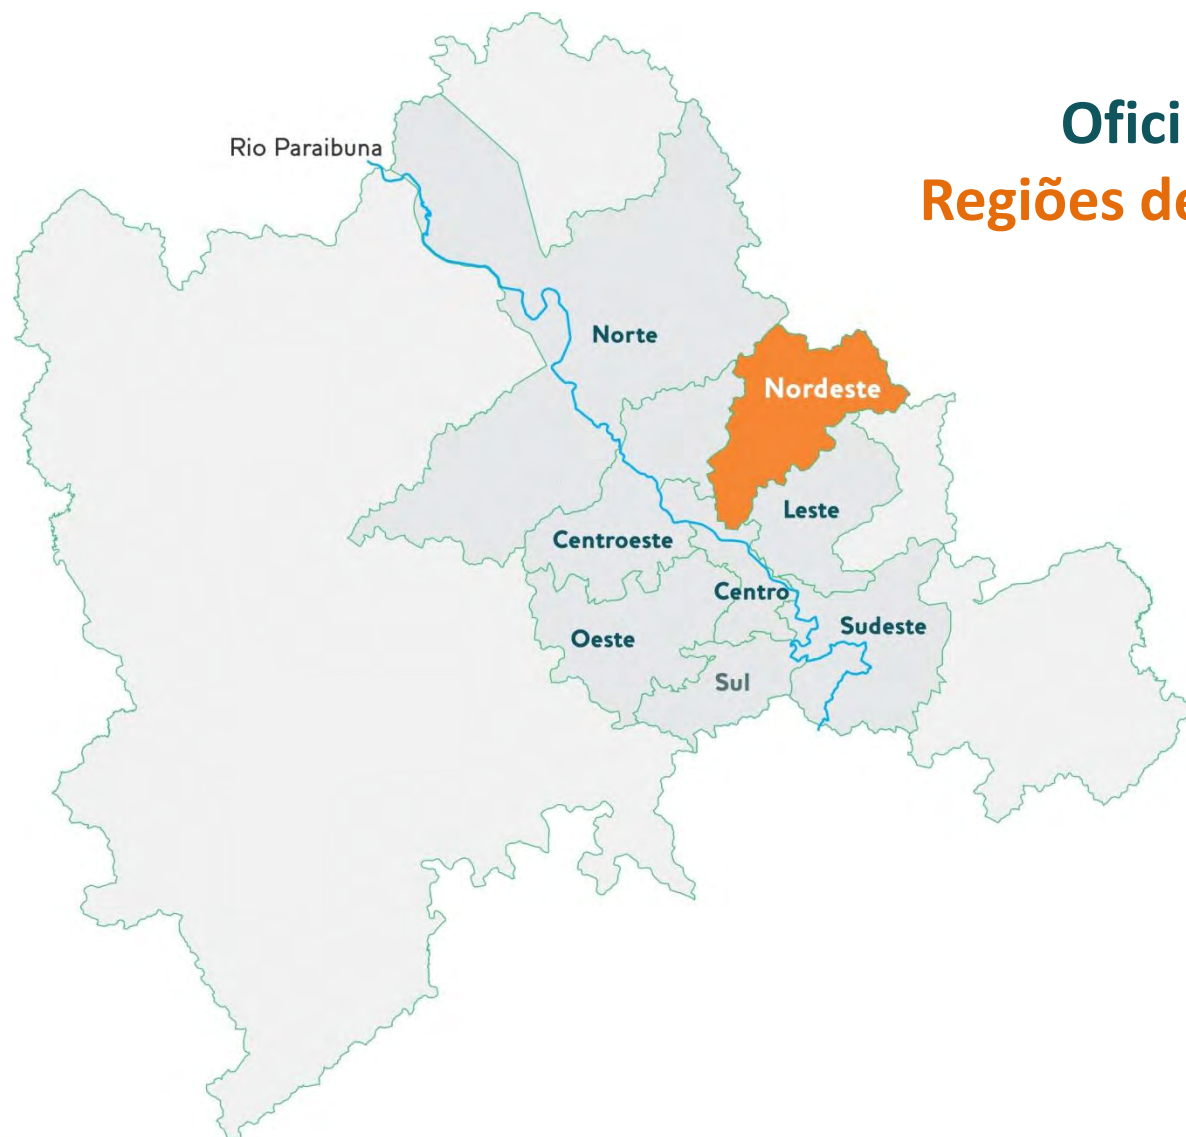 Ofici
Rio Paraibuna
Regiões de
Norte
Nordeste
Leste
Centroeste
Centro
Sudeste
Oeste
Sul